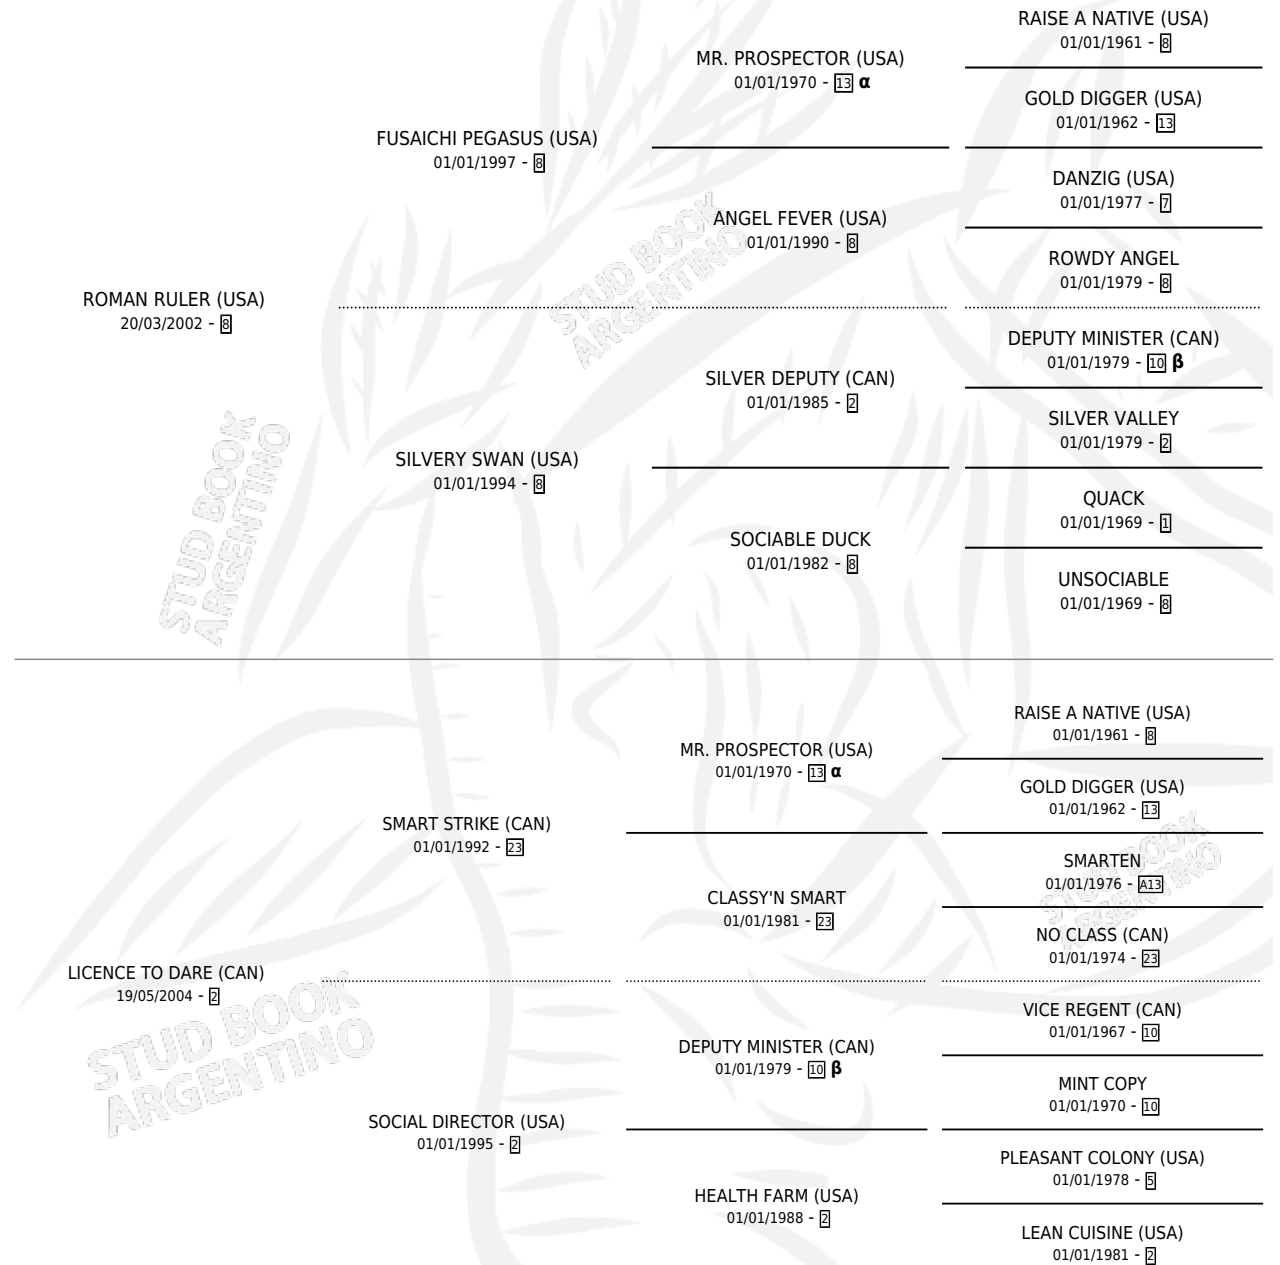 RAISE A NATIVE (USA)
01/01/1961 - 8
MR. PROSPECTOR (USA)
01/01/1970 - 13 α
GOLD DIGGER (USA)
01/01/1962 - 13
FUSAICHI PEGASUS (USA)
01/01/1997 - 8
DANZIG (USA)
01/01/1977 - 7
ANGEL FEVER (USA)
01/01/1990 - 8
ROWDY ANGEL
01/01/1979 - 8
ROMAN RULER (USA)
20/03/2002 - 8
DEPUTY MINISTER (CAN)
01/01/1979 - 10 β
SILVER DEPUTY (CAN)
01/01/1985 - 2
SILVER VALLEY
01/01/1979 - 2
SILVERY SWAN (USA)
01/01/1994 - 8
QUACK
01/01/1969 - 1
SOCIABLE DUCK
01/01/1982 - 8
UNSOCIABLE
01/01/1969 - 8
RAISE A NATIVE (USA)
01/01/1961 - 8
MR. PROSPECTOR (USA)
01/01/1970 - 13 α
GOLD DIGGER (USA)
01/01/1962 - 13
SMART STRIKE (CAN)
01/01/1992 - 23
SMARTEN
01/01/1976 - A13
CLASSY'N SMART
01/01/1981 - 23
NO CLASS (CAN)
01/01/1974 - 23
LICENCE TO DARE (CAN)
19/05/2004 - 2
VICE REGENT (CAN)
01/01/1967 - 10
DEPUTY MINISTER (CAN)
01/01/1979 - 10 β
MINT COPY
01/01/1970 - 10
SOCIAL DIRECTOR (USA)
01/01/1995 - 2
PLEASANT COLONY (USA)
01/01/1978 - 5
HEALTH FARM (USA)
01/01/1988 - 2
LEAN CUISINE (USA)
01/01/1981 - 2
STUD BOOK
ARGENTINO
STUD BOOK
ARGENTINO
STUD BOOK
ARGENTINO
STUD BOOK
ARGENTINO